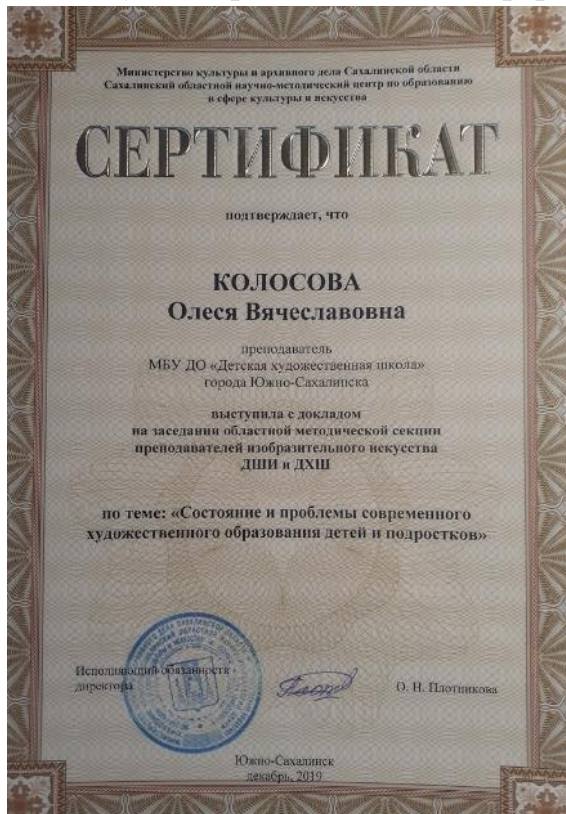 Министерство культуры и архивного дела Сахалинской области
Сахалинский областной научно-методический центр по образованию
в сфере культуры и искусства
СЕРТИФИКАТ
подтверждает, что
КОЛОСОВА
Олеся Вячеславовна
преподаватель
МБУ ДО «Детская художественная школа»
города Южно-Сахалинска
выступила с докладом
на заседании областной методической секции
преподавателей изобразительного искусства
ДШИ и ДХШ
по теме: «Состояние и проблемы современного
художественного образования детей и подростков»
Исполняющий обязанности
директора
О. Н. Плотникова
Южно-Сахалинск
декабрь, 2019